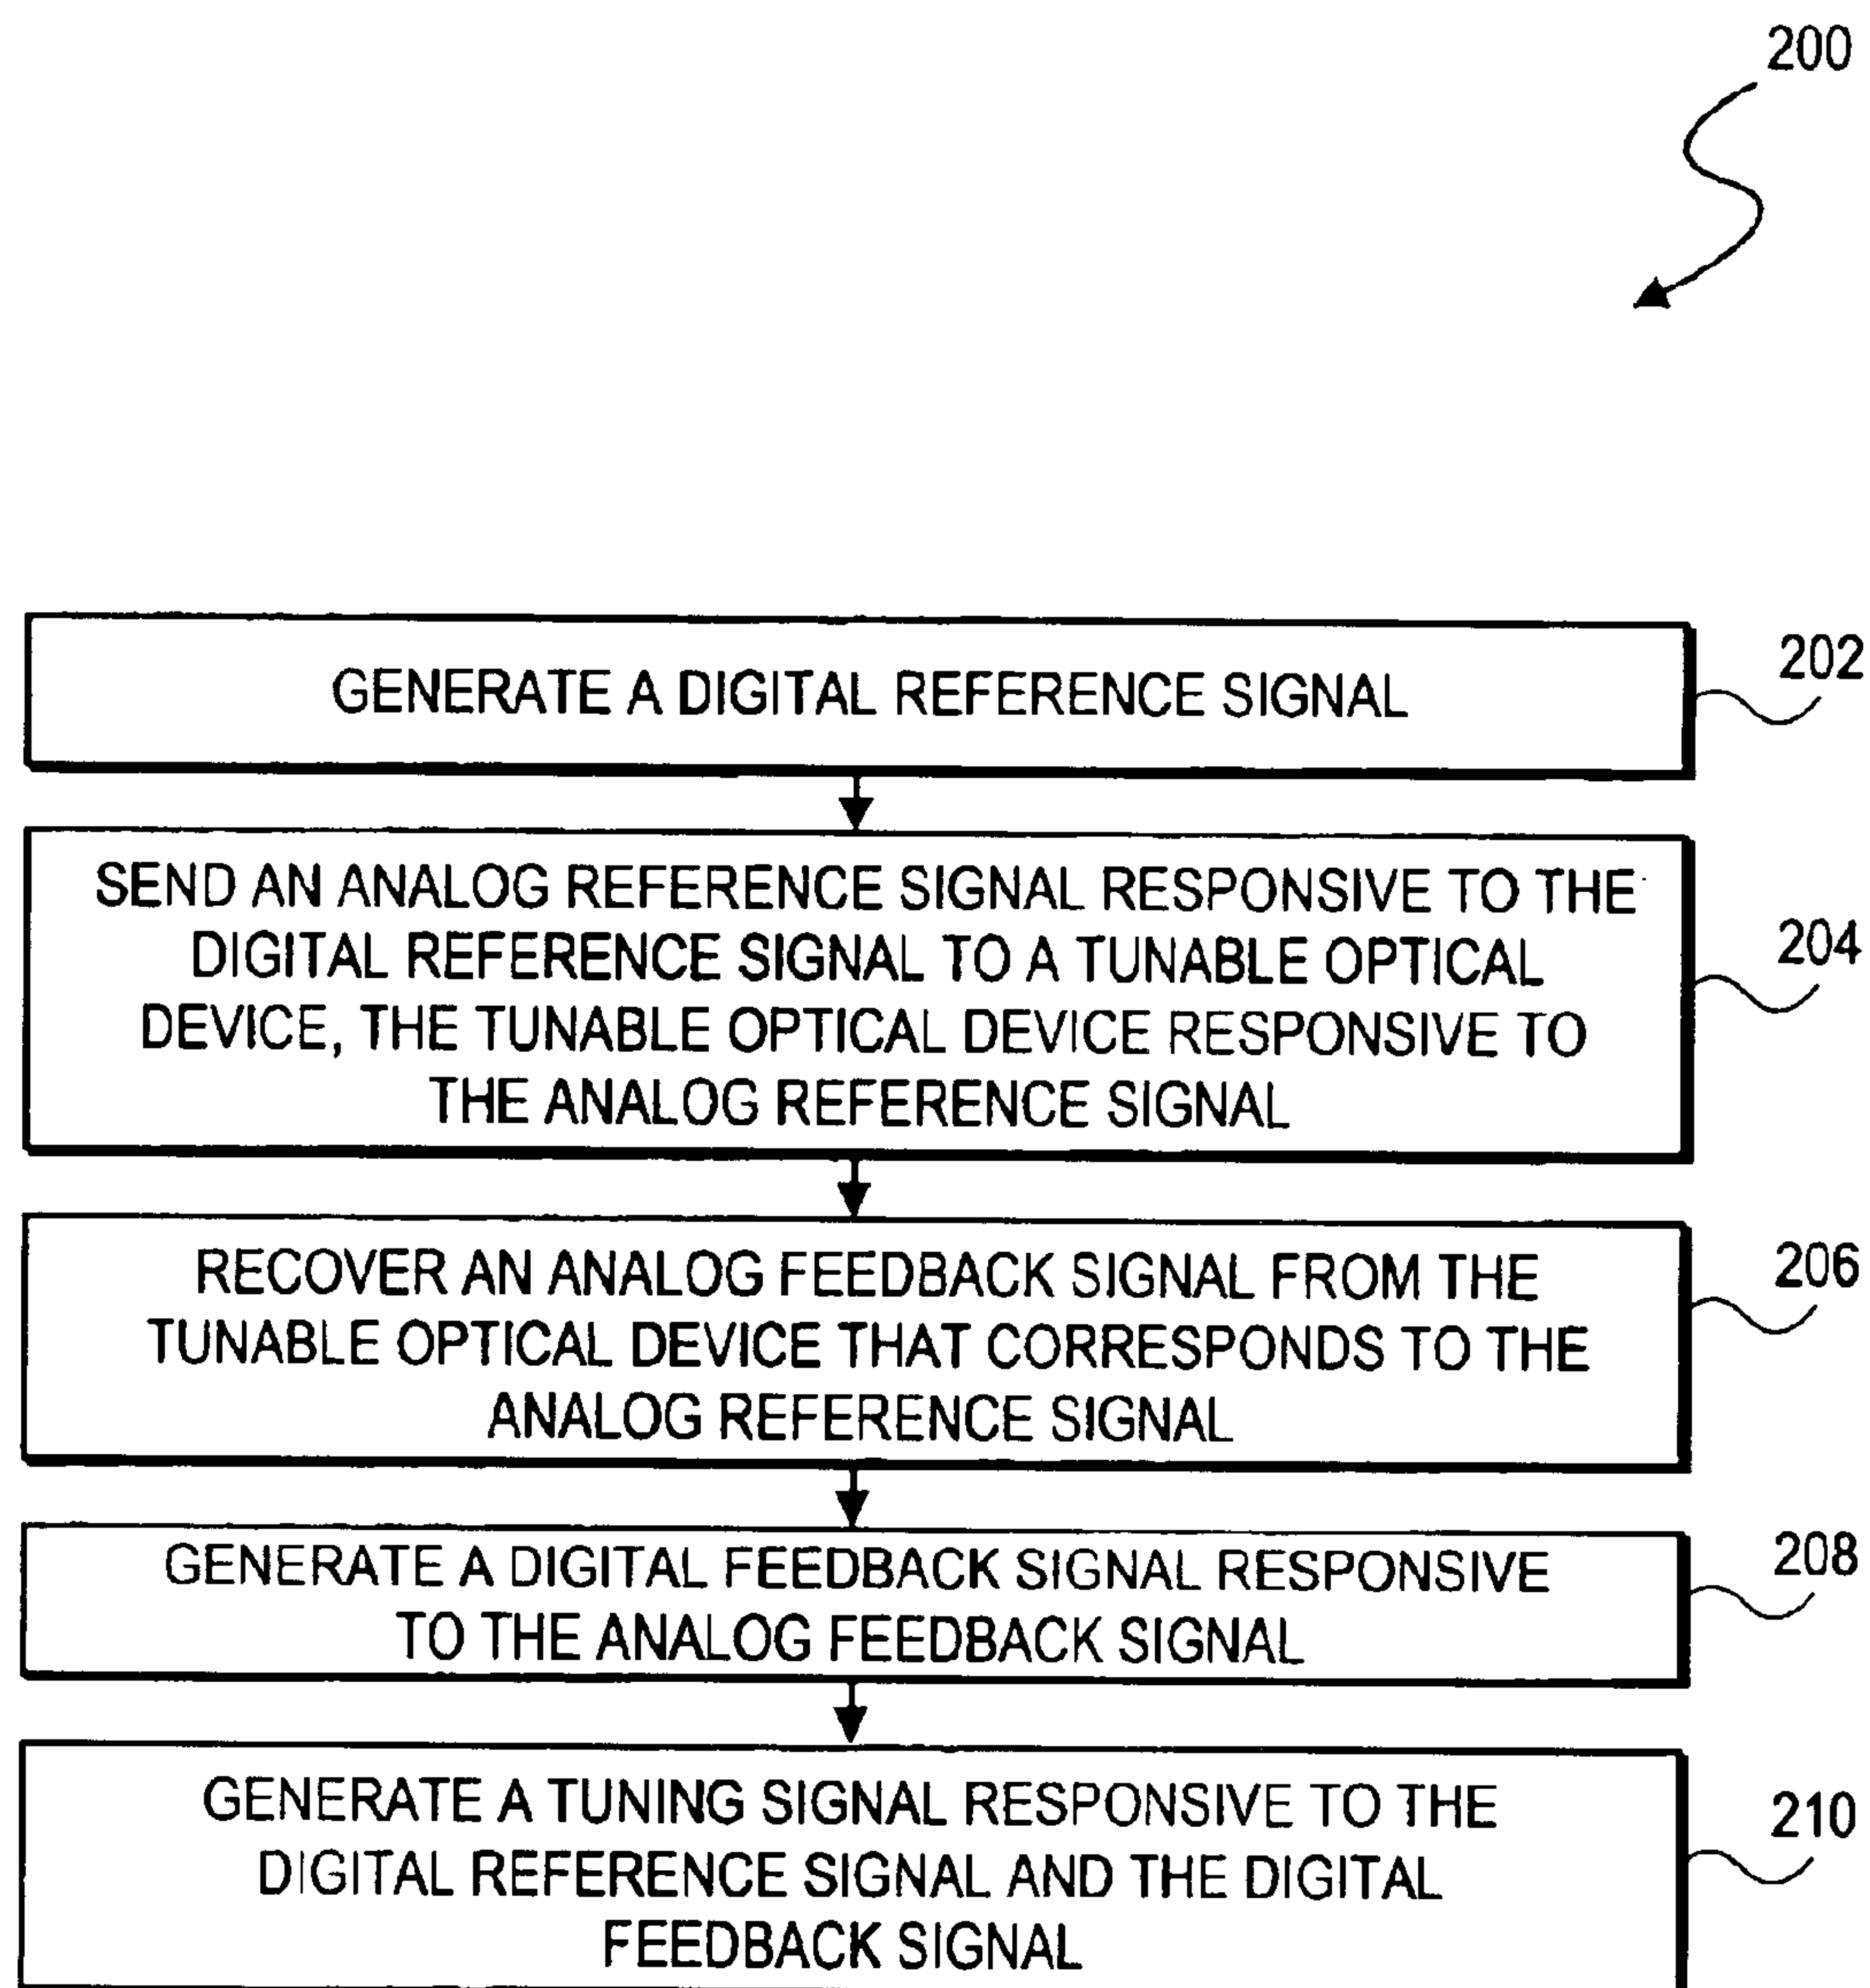 200
GENERATE A DIGITAL REFERENCE SIGNAL
202
SEND AN ANALOG REFERENCE SIGNAL RESPONSIVE TO THE
DIGITAL REFERENCE SIGNAL TO A TUNABLE OPTICAL
DEVICE, THE TUNABLE OPTICAL DEVICE RESPONSIVE TO
THE ANALOG REFERENCE SIGNAL
204
RECOVER AN ANALOG FEEDBACK SIGNAL FROM THE
TUNABLE OPTICAL DEVICE THAT CORRESPONDS TO THE
ANALOG REFERENCE SIGNAL
206
GENERATE A DIGITAL FEEDBACK SIGNAL RESPONSIVE
TO THE ANALOG FEEDBACK SIGNAL
208
GENERATE A TUNING SIGNAL RESPONSIVE TO THE
DIGITAL REFERENCE SIGNAL AND THE DIGITAL
FEEDBACK SIGNAL
210